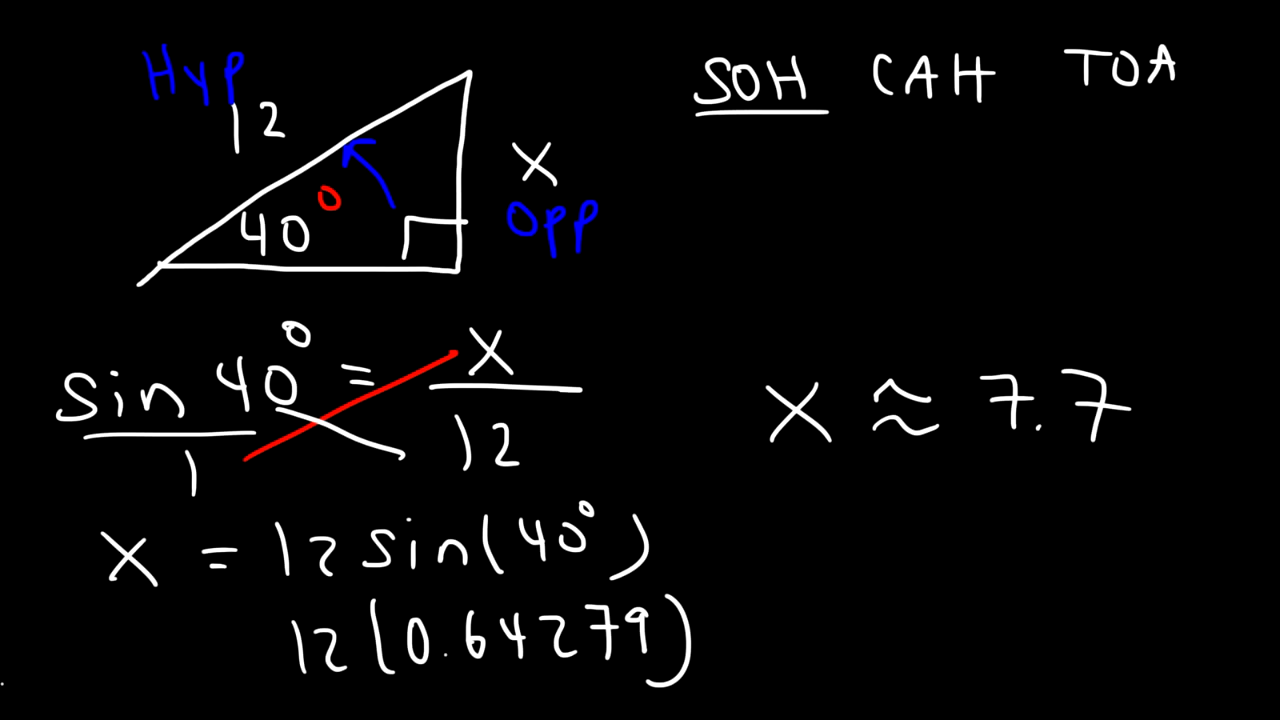 Hyp
12
SOH CAH TOA
x
40°
Opp
sin 40° = x
1 12
x ≈ 7.7
x = 12 sin(40°)
12(0.64279)